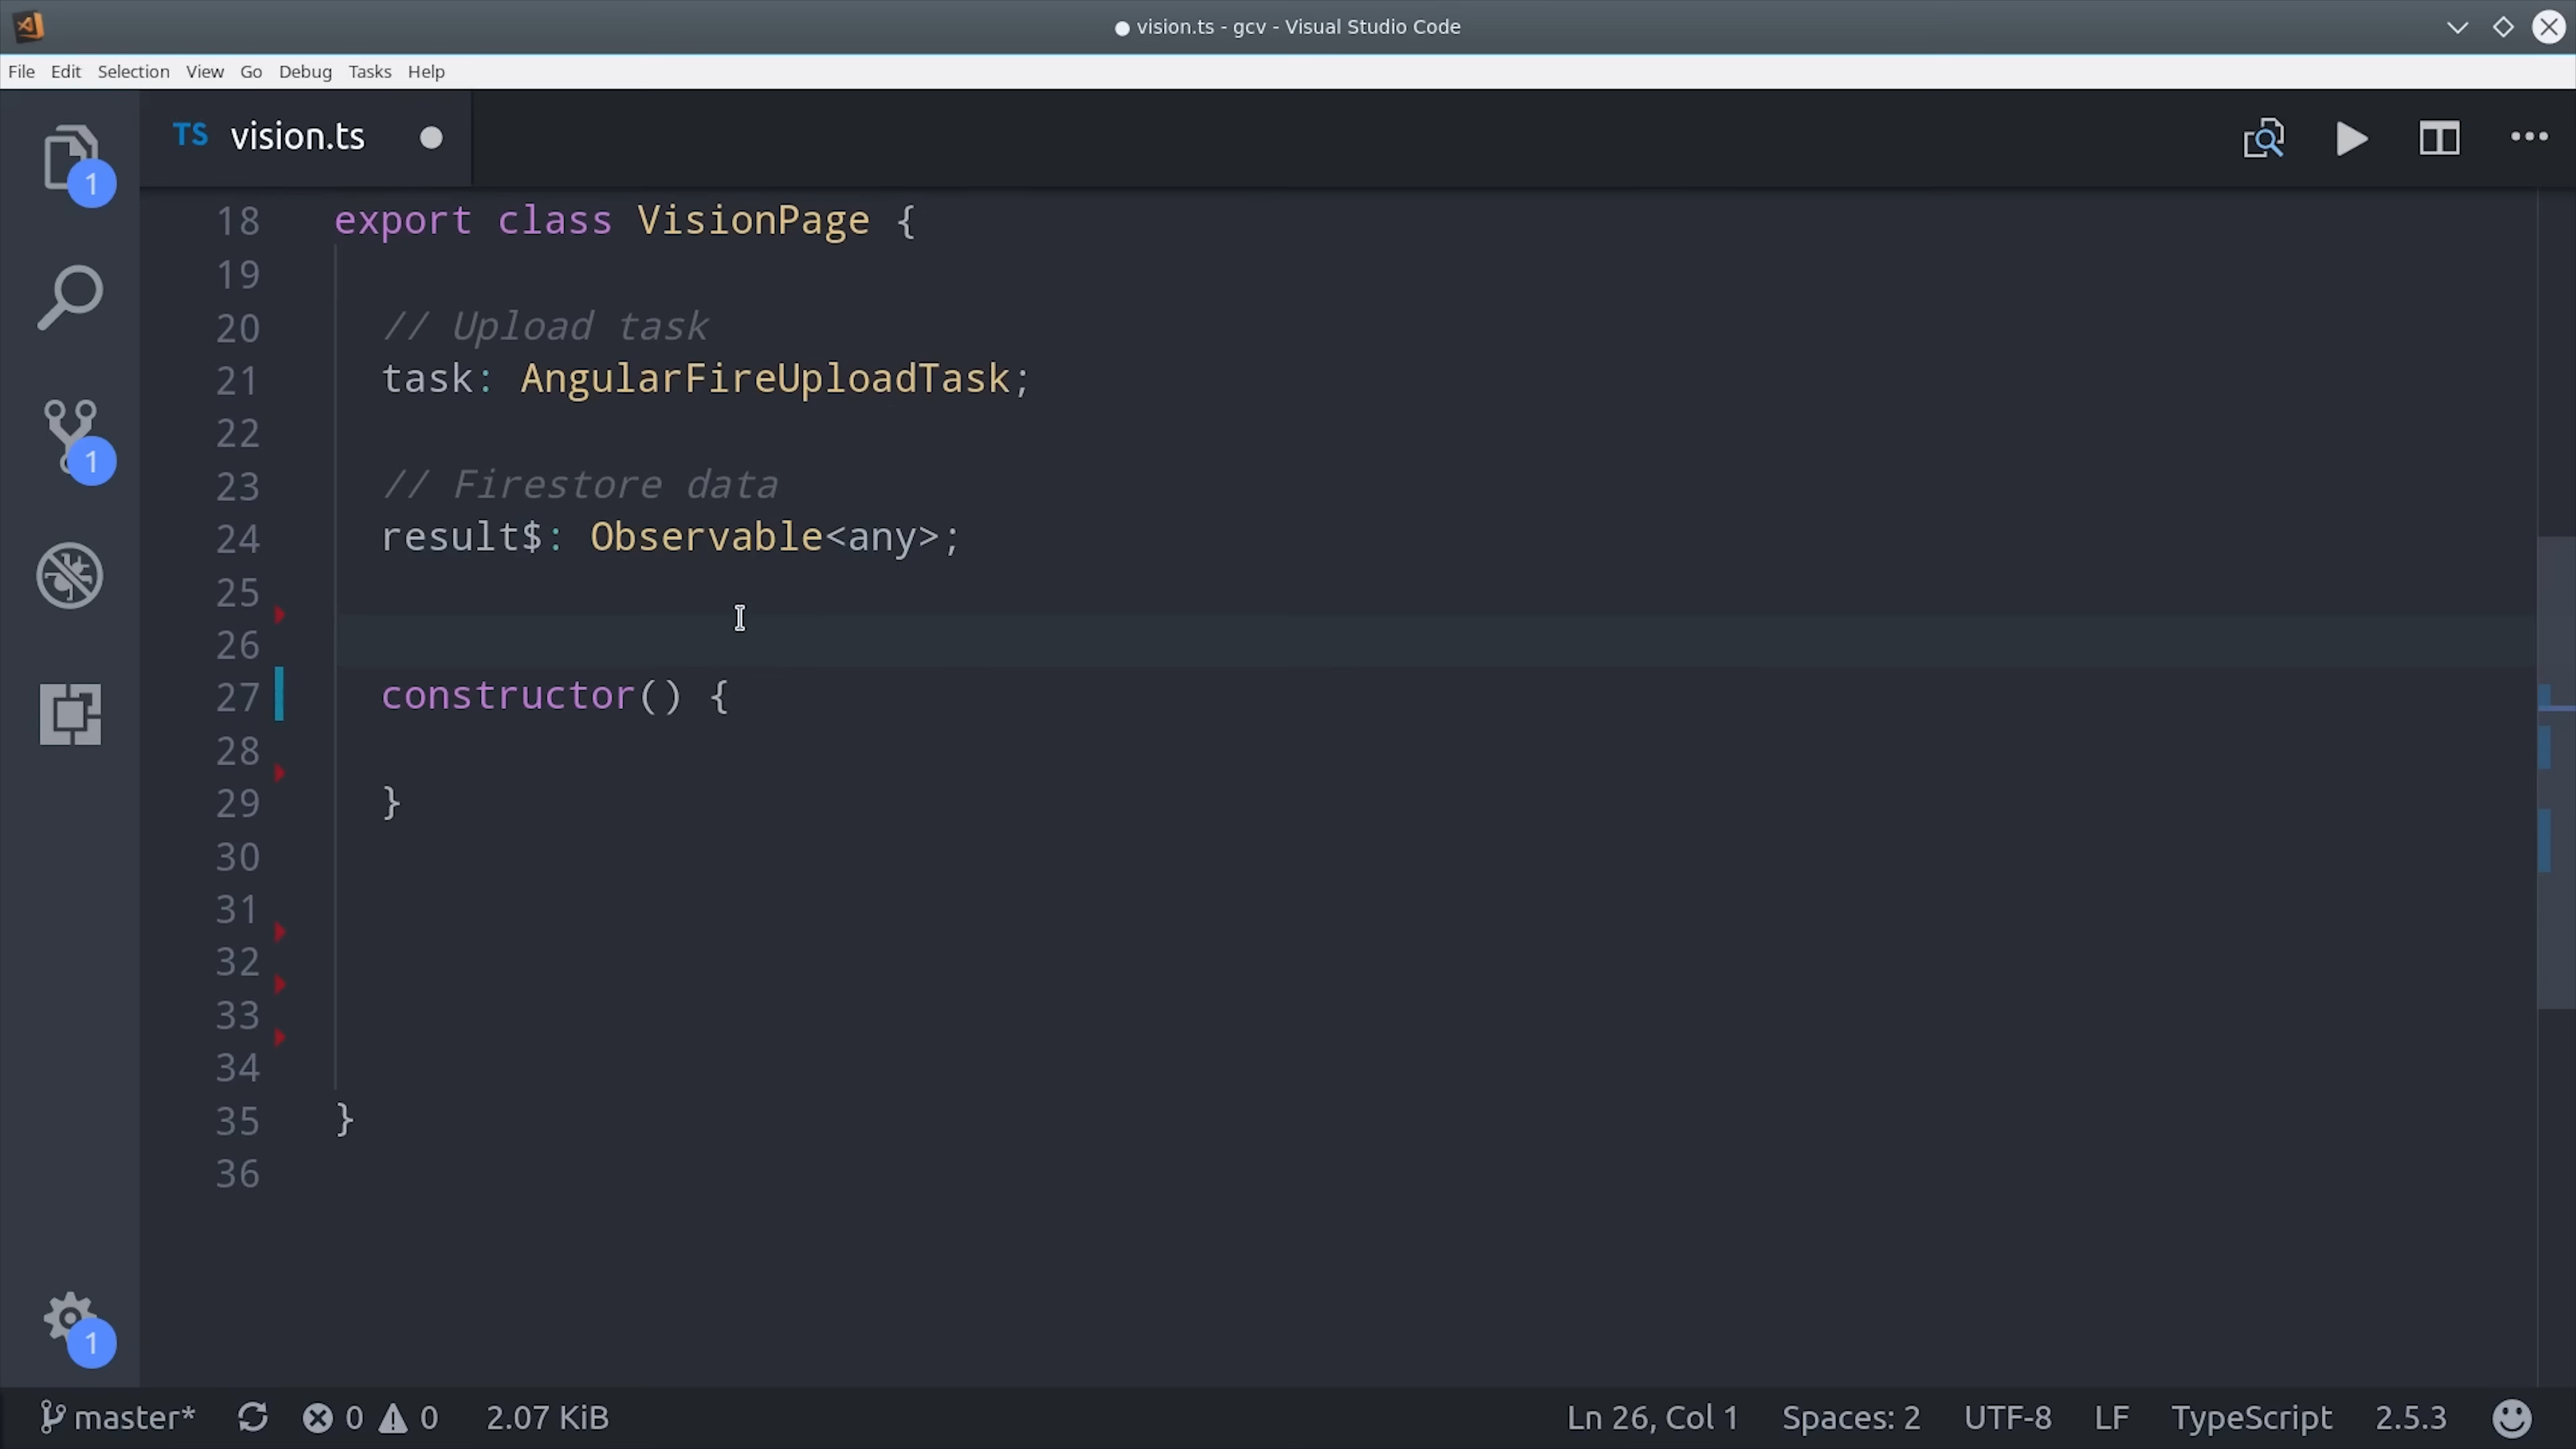 vision.ts - gcv - Visual Studio Code
File Edit Selection View Go Debug Tasks Help
TS vision.ts
1
1
1
18 export class VisionPage {
19
20 // Upload task
21 task: AngularFireUploadTask;
22
23 // Firestore data
24 result$: Observable<any>;
25
26
27 constructor() {
28
29 }
30
31
32
33
34
35 }
36
master* 0 0 2.07 KiB Ln 26, Col 1 Spaces: 2 UTF-8 LF TypeScript 2.5.3